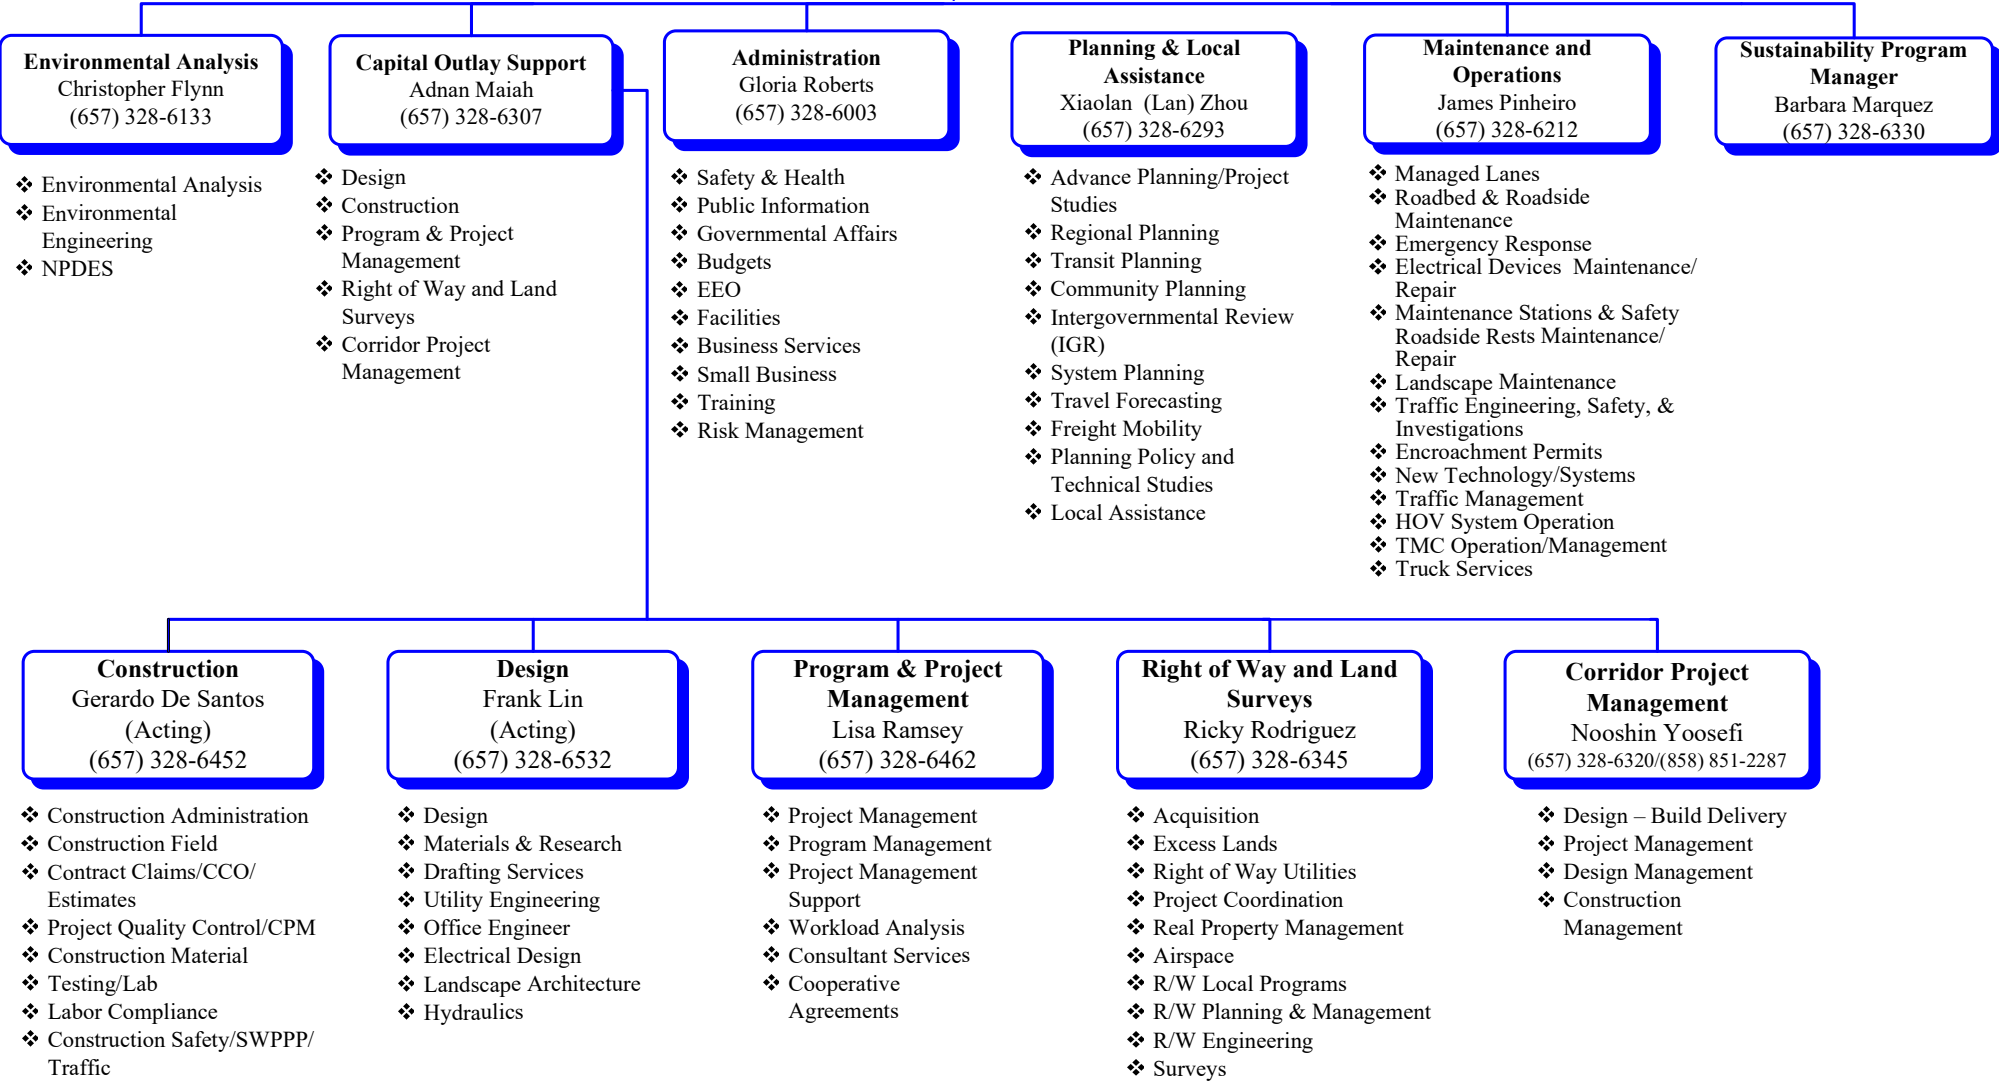 Environmental Analysis
Christopher Flynn
(657) 328-6133
❖ Environmental Analysis
❖ Environmental
Engineering
❖ NPDES
Capital Outlay Support
Adnan Maiah
(657) 328-6307
❖ Design
❖ Construction
❖ Program & Project
Management
❖ Right of Way and Land
Surveys
❖ Corridor Project
Management
Administration
Gloria Roberts
(657) 328-6003
❖ Safety & Health
❖ Public Information
❖ Governmental Affairs
❖ Budgets
❖ EEO
❖ Facilities
❖ Business Services
❖ Small Business
❖ Training
❖ Risk Management
Planning & Local
Assistance
Xiaolan (Lan) Zhou
(657) 328-6293
❖ Advance Planning/Project
Studies
❖ Regional Planning
❖ Transit Planning
❖ Community Planning
❖ Intergovernmental Review
(IGR)
❖ System Planning
❖ Travel Forecasting
❖ Freight Mobility
❖ Planning Policy and
Technical Studies
❖ Local Assistance
Maintenance and
Operations
James Pinheiro
(657) 328-6212
❖ Managed Lanes
❖ Roadbed & Roadside
Maintenance
❖ Emergency Response
❖ Electrical Devices Maintenance/
Repair
❖ Maintenance Stations & Safety
Roadside Rests Maintenance/
Repair
❖ Landscape Maintenance
❖ Traffic Engineering, Safety, &
Investigations
❖ Encroachment Permits
❖ New Technology/Systems
❖ Traffic Management
❖ HOV System Operation
❖ TMC Operation/Management
❖ Truck Services
Sustainability Program
Manager
Barbara Marquez
(657) 328-6330
Construction
Gerardo De Santos
(Acting)
(657) 328-6452
❖ Construction Administration
❖ Construction Field
❖ Contract Claims/CCO/
Estimates
❖ Project Quality Control/CPM
❖ Construction Material
❖ Testing/Lab
❖ Labor Compliance
❖ Construction Safety/SWPPP/
Traffic
Design
Frank Lin
(Acting)
(657) 328-6532
❖ Design
❖ Materials & Research
❖ Drafting Services
❖ Utility Engineering
❖ Office Engineer
❖ Electrical Design
❖ Landscape Architecture
❖ Hydraulics
Program & Project
Management
Lisa Ramsey
(657) 328-6462
❖ Project Management
❖ Program Management
❖ Project Management
Support
❖ Workload Analysis
❖ Consultant Services
❖ Cooperative
Agreements
Right of Way and Land
Surveys
Ricky Rodriguez
(657) 328-6345
❖ Acquisition
❖ Excess Lands
❖ Right of Way Utilities
❖ Project Coordination
❖ Real Property Management
❖ Airspace
❖ R/W Local Programs
❖ R/W Planning & Management
❖ R/W Engineering
❖ Surveys
Corridor Project
Management
Nooshin Yoosefi
(657) 328-6320/(858) 851-2287
❖ Design – Build Delivery
❖ Project Management
❖ Design Management
❖ Construction
Management